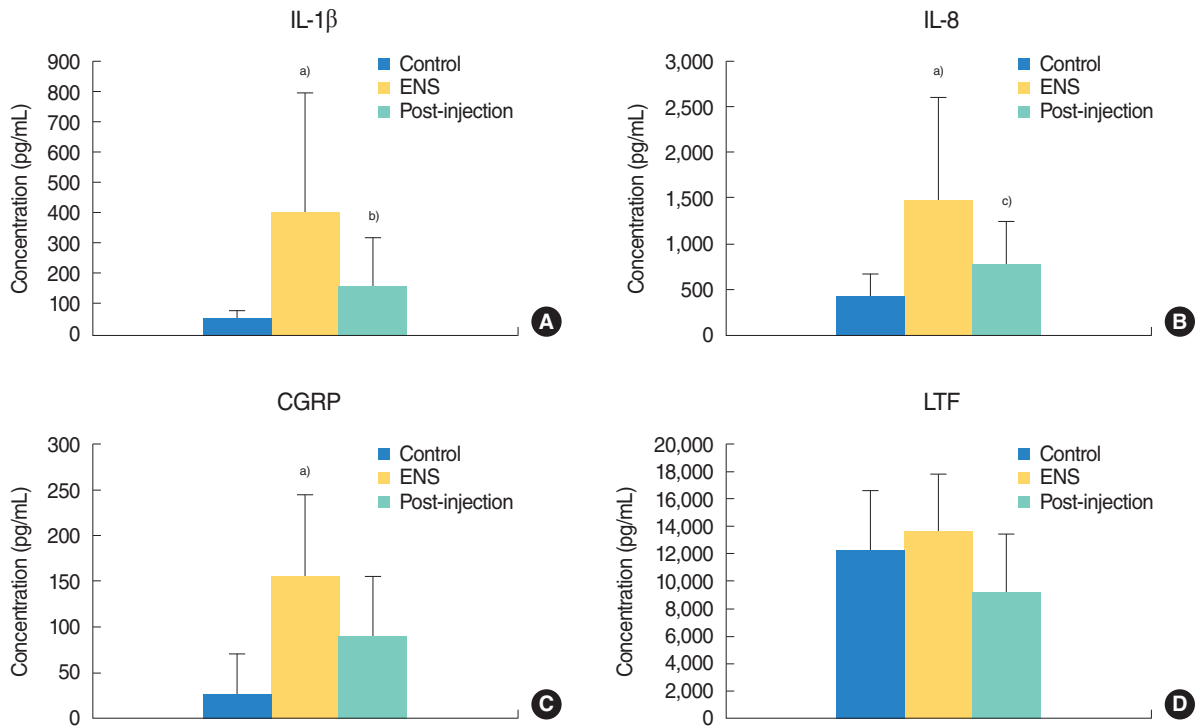 IL-1β
900
800
700
600
500
400
300
200
100
0
Concentration (pg/mL)
Control
ENS
Post-injection
a)
b)
A
IL-8
3,000
2,500
2,000
1,500
1,000
500
0
Concentration (pg/mL)
Control
ENS
Post-injection
a)
c)
B
CGRP
300
250
200
150
100
50
0
Concentration (pg/mL)
Control
ENS
Post-injection
a)
C
LTF
20,000
18,000
16,000
14,000
12,000
10,000
8,000
6,000
4,000
2,000
0
Concentration (pg/mL)
Control
ENS
Post-injection
D